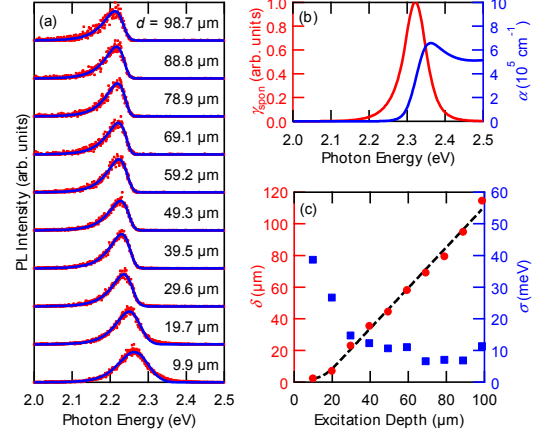 (a)
d = 98.7 µm
88.8 µm
78.9 µm
69.1 µm
59.2 µm
49.3 µm
39.5 µm
29.6 µm
19.7 µm
9.9 µm
PL Intensity (arb. units)
2.0 2.1 2.2 2.3 2.4 2.5
Photon Energy (eV)
(b)
1.0
0.8
0.6
0.4
0.2
0.0
γspon (arb. units)
10
8
6
4
2
0
α (10^5 cm^-1)
2.0 2.1 2.2 2.3 2.4 2.5
Photon Energy (eV)
(c)
120
100
80
60
40
20
0
δ (µm)
60
50
40
30
20
10
0
σ (meV)
0 20 40 60 80 100
Excitation Depth (µm)